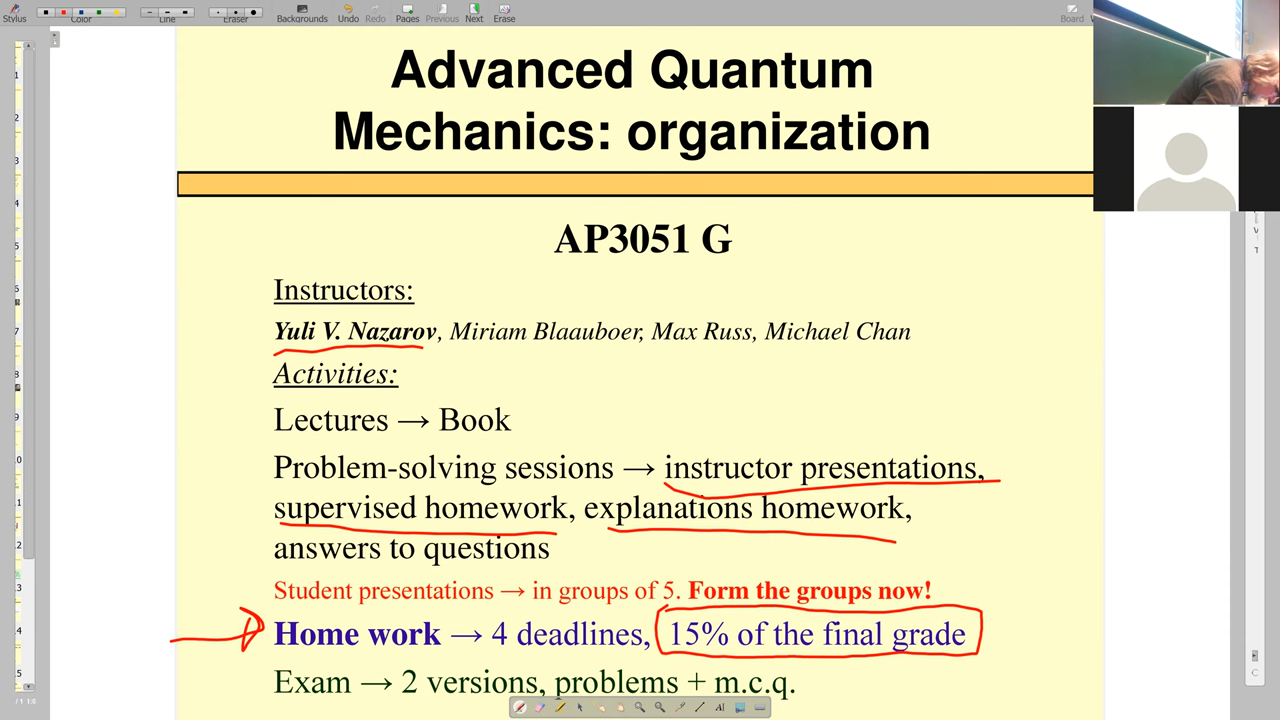 Stylus Color Line Eraser Backgrounds Undo Redo Pages Previous Next Erase Board
Advanced Quantum
Mechanics: organization
AP3051 G
Instructors:
Yuli V. Nazarov, Miriam Blaauboer, Max Russ, Michael Chan
Activities:
Lectures → Book
Problem-solving sessions → instructor presentations,
supervised homework, explanations homework,
answers to questions
Student presentations → in groups of 5. Form the groups now!
Home work → 4 deadlines, 15% of the final grade
Exam → 2 versions, problems + m.c.q.